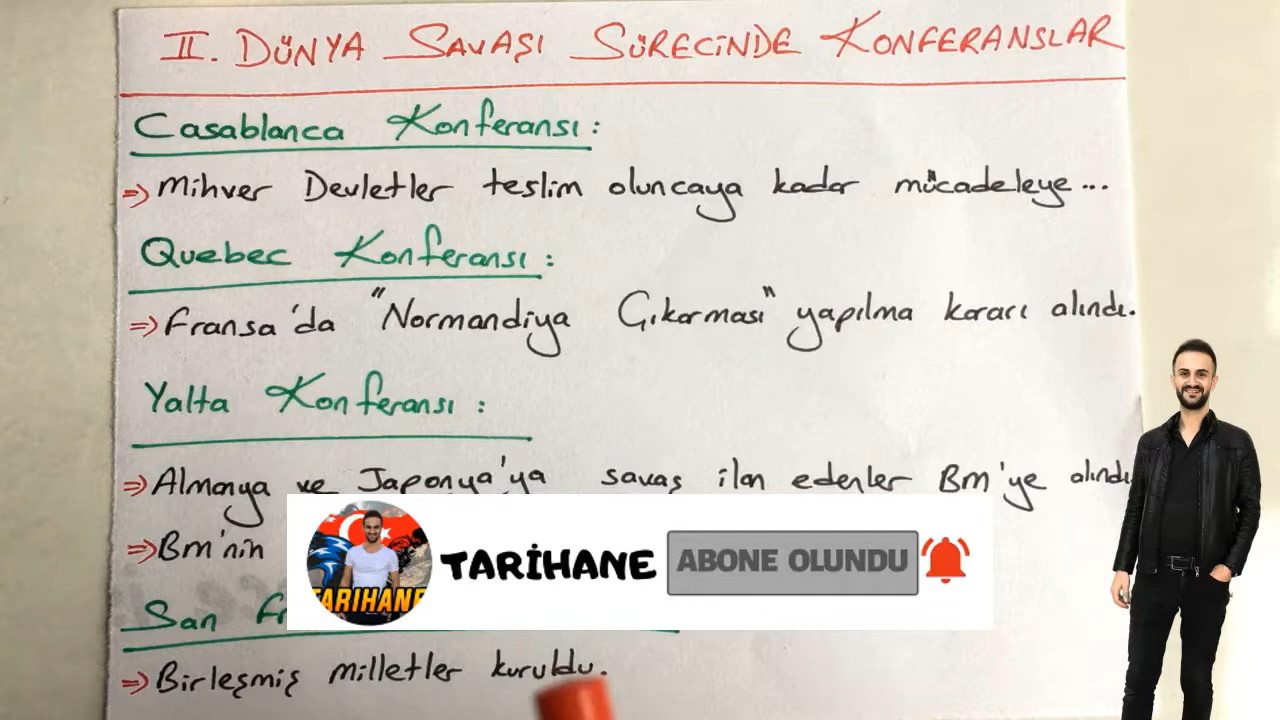 II. DÜNYA SAVAŞI SÜRECİNDE KONFERANSLAR
Casablanca Konferansı:
⇒ Mihver Devletler teslim oluncaya kadar mücadeleye...
Quebec Konferansı:
⇒ Fransa'da "Normandiya Çıkarması" yapılma kararı alındı.
Yalta Konferansı:
⇒ Almanya ve Japonya'ya savaş ilan edenler Bm'ye alındı
⇒ Bm'nin
TARİHANE ABONE OLUNDU
TARİHANE
San
⇒ Birleşmiş milletler kuruldu.